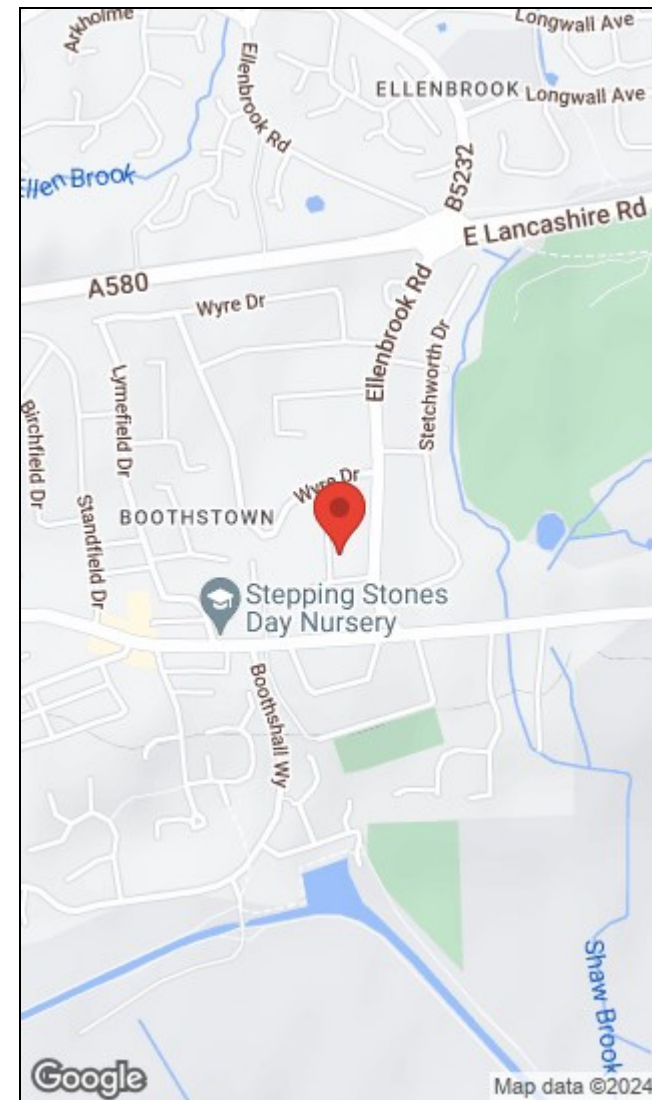 Longwall Ave
Arkholme
Ellenbrook Rd
ELLENBROOK
Longwall Ave
Ellen Brook
B5232
E Lancashire Rd
A580
Wyre Dr
Ellenbrook Rd
Stetchworth Dr
Lymefield Dr
Birchfield Dr
Wyre Dr
Standfield Dr
BOOTHSTOWN
Stepping Stones
Day Nursery
Boothshall Wy
Shaw Brook
Google
Map data ©2024